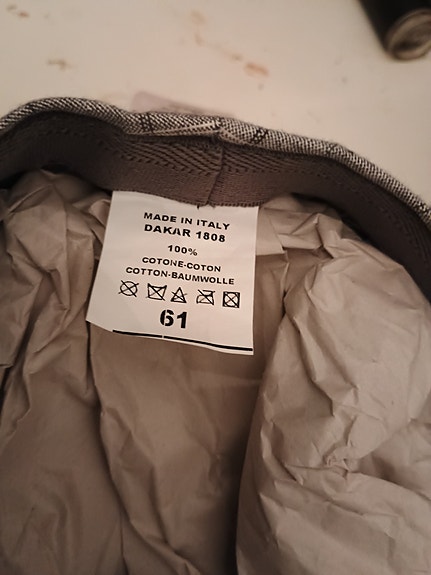 MADE IN ITALY
DAKAR 1808
100%
COTONE-COTON
COTTON-BAUMWOLLE
61